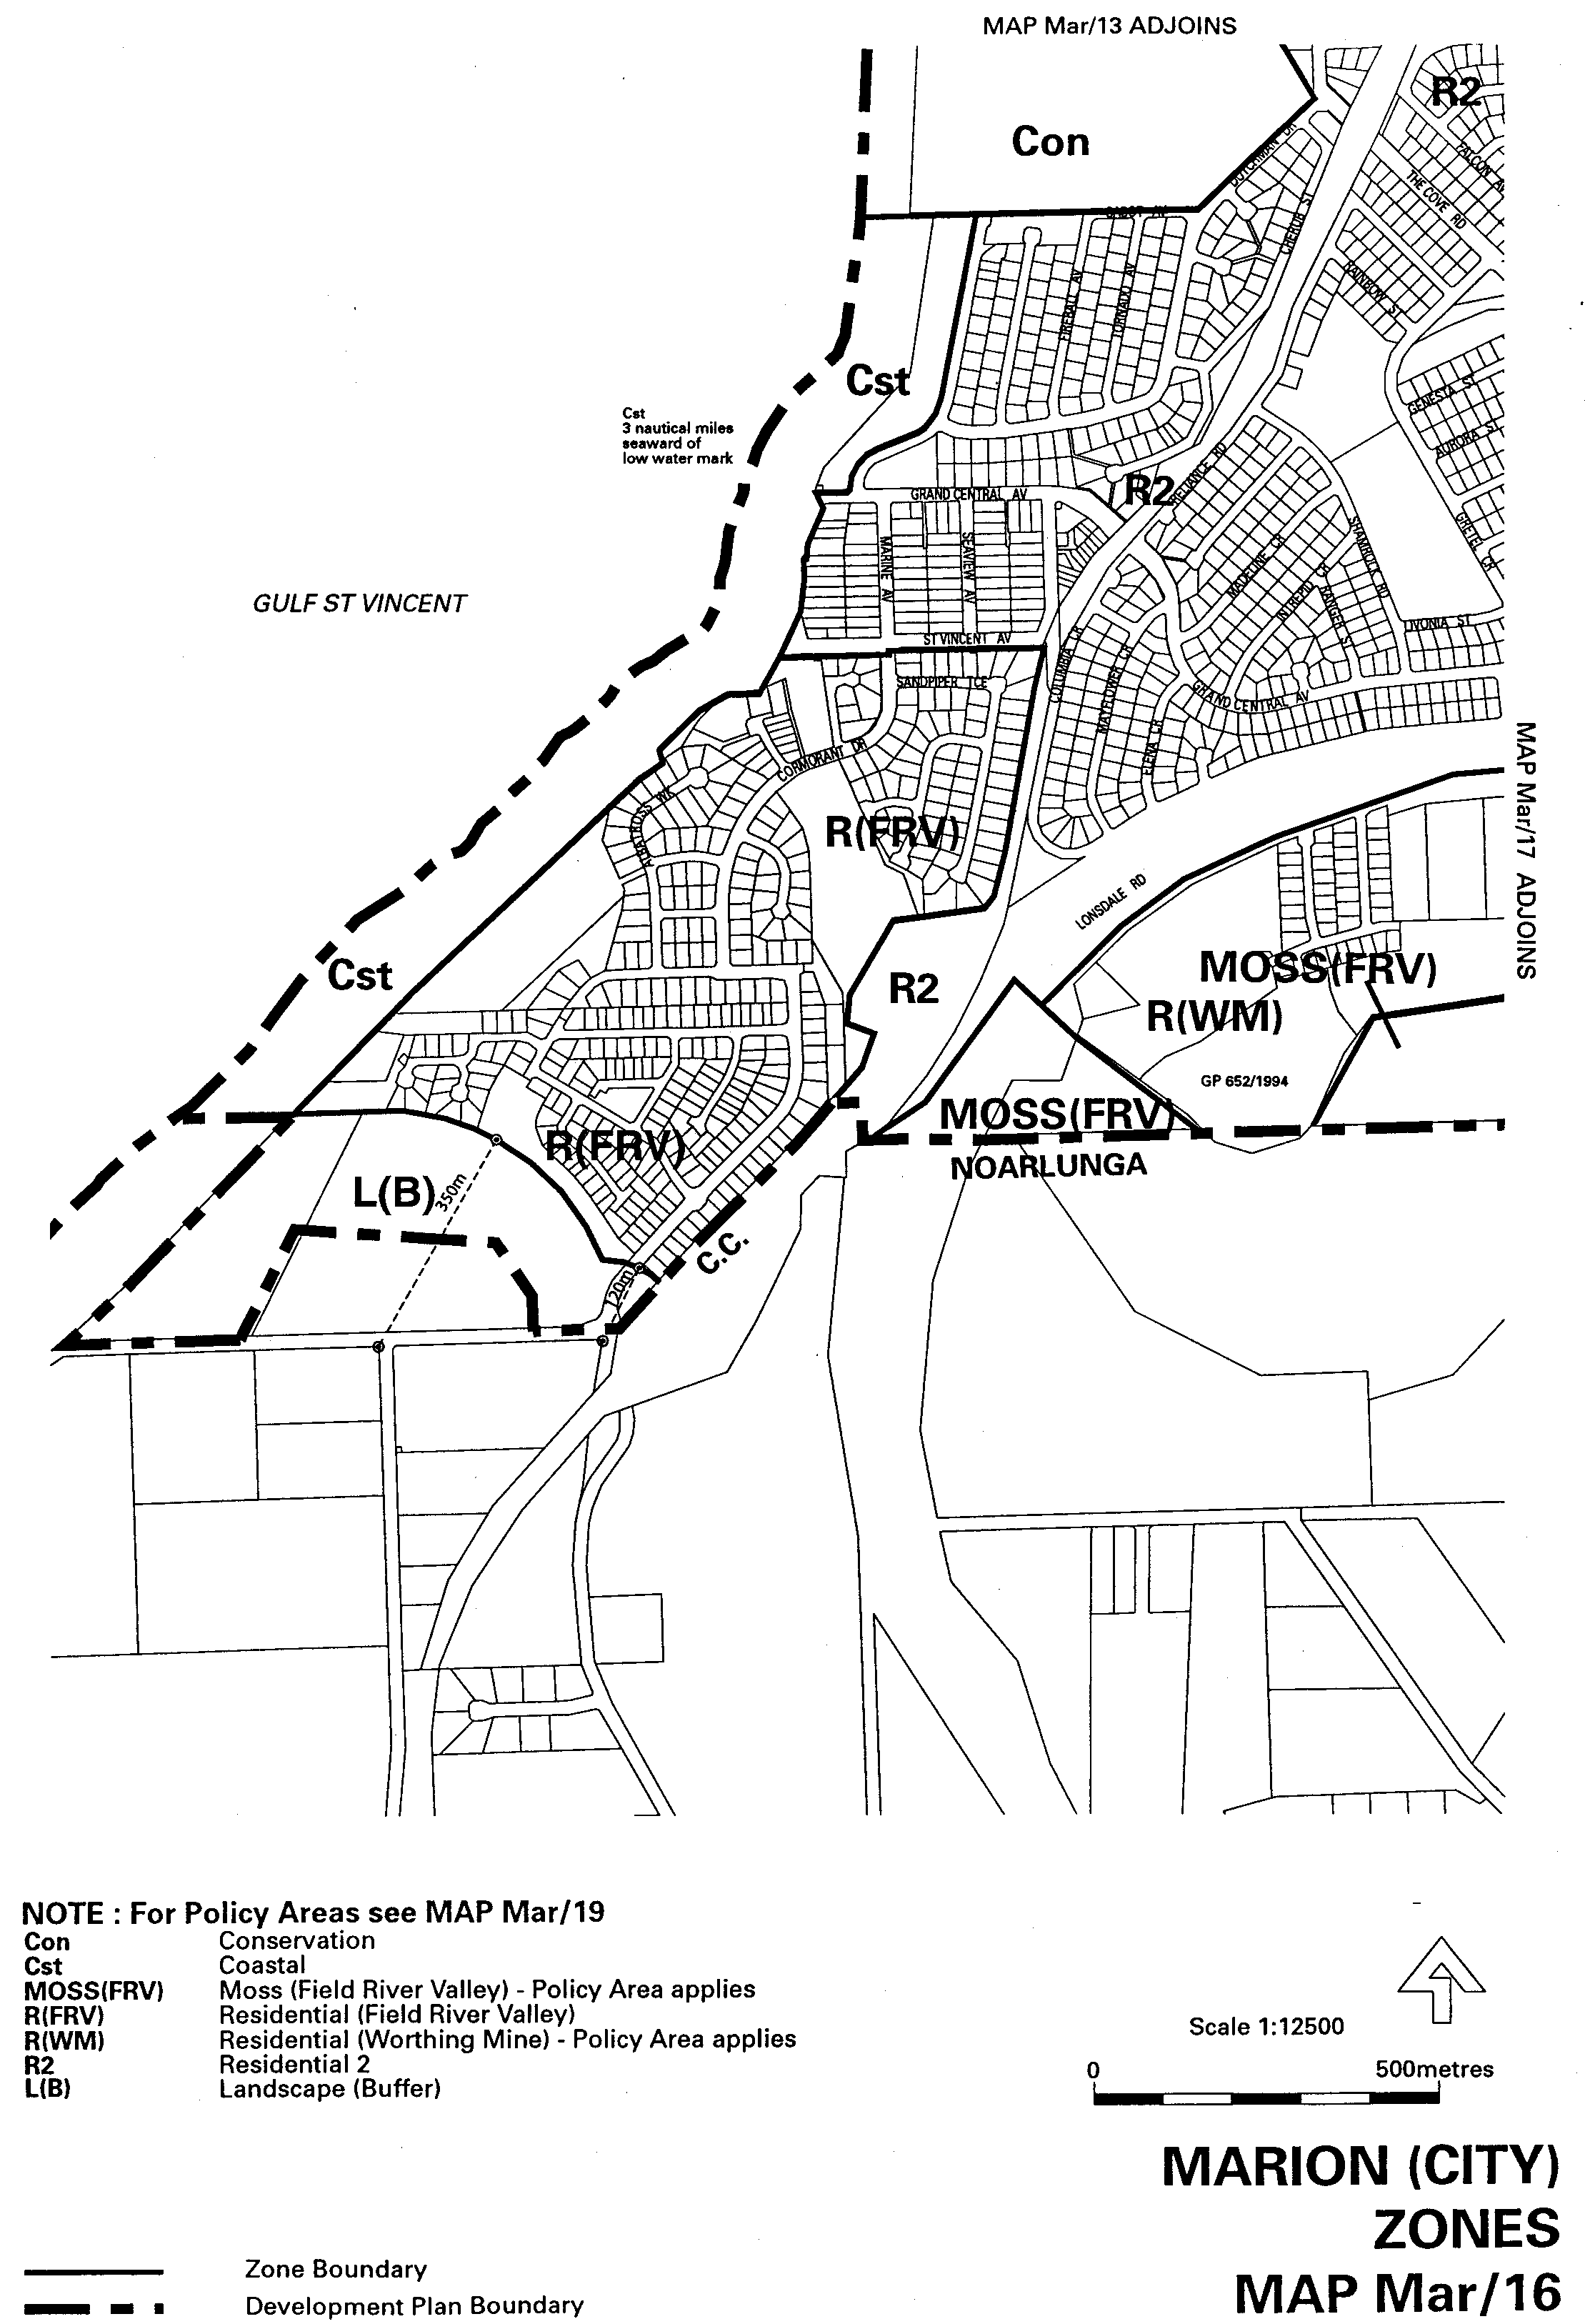 MAP Mar/13 ADJOINS
R2
Con
DUTCHMAN DR
FALCON AV
THE COVE RD
CHERUB ST
CABOT AV
RAINBOW ST
FIREBALL AV
TORNADO AV
Cst
GENESTA ST
Cst
3 nautical miles
seaward of
low water mark
AURORA ST
RELIANCE RD
R2
GRAND CENTRAL AV
SHAMROCK RD
GRETEL CR
MARINE AV
SEAVIEW AV
MADELINE CR
INTREPID CR
RANGER ST
GULF ST VINCENT
LIVONIA ST
ST VINCENT AV
COLUMBIA CR
MAYFLOWER CR
SANDPIPER TCE
GRAND CENTRAL AV
ELENA CR
CORMORANT DR
MAP Mar/17 ADJOINS
ALBATROSS WK
R(FRV)
LONSDALE RD
MOSS(FRV)
Cst
R2
R(WM)
GP 652/1994
MOSS(FRV)
R(FRV)
NOARLUNGA
L(B)
350m
C.C.
120m
NOTE : For Policy Areas see MAP Mar/19
Con Conservation
Cst Coastal
MOSS(FRV) Moss (Field River Valley) - Policy Area applies
R(FRV) Residential (Field River Valley)
R(WM) Residential (Worthing Mine) - Policy Area applies
R2 Residential 2
L(B) Landscape (Buffer)
Scale 1:12500
0 500metres
MARION (CITY)
ZONES
MAP Mar/16
Zone Boundary
Development Plan Boundary